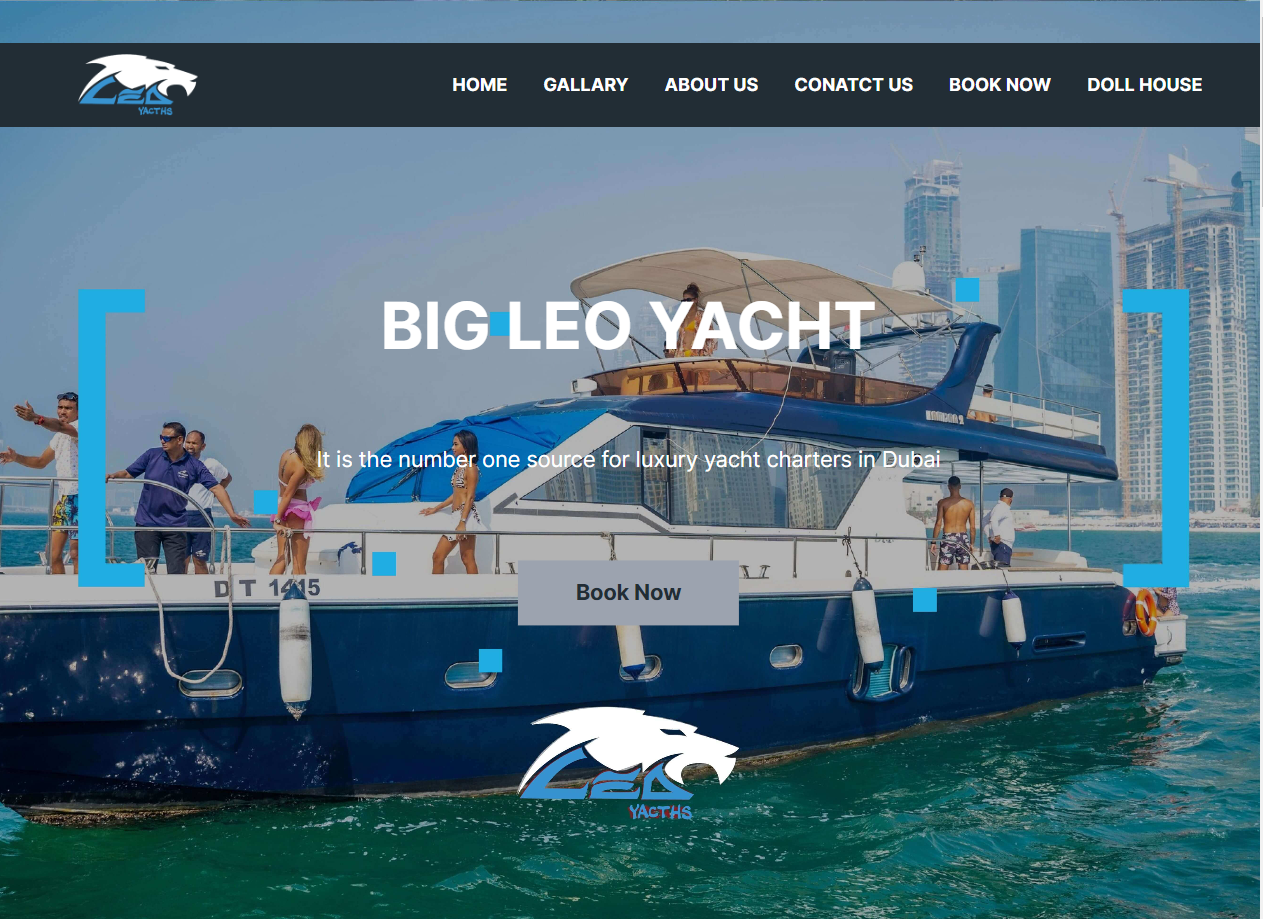 LEO
YACTHS
HOME GALLARY ABOUT US CONATCT US BOOK NOW DOLL HOUSE
BIG LEO YACHT
It is the number one source for luxury yacht charters in Dubai
DT 1415
Book Now
LEO
YACTHS